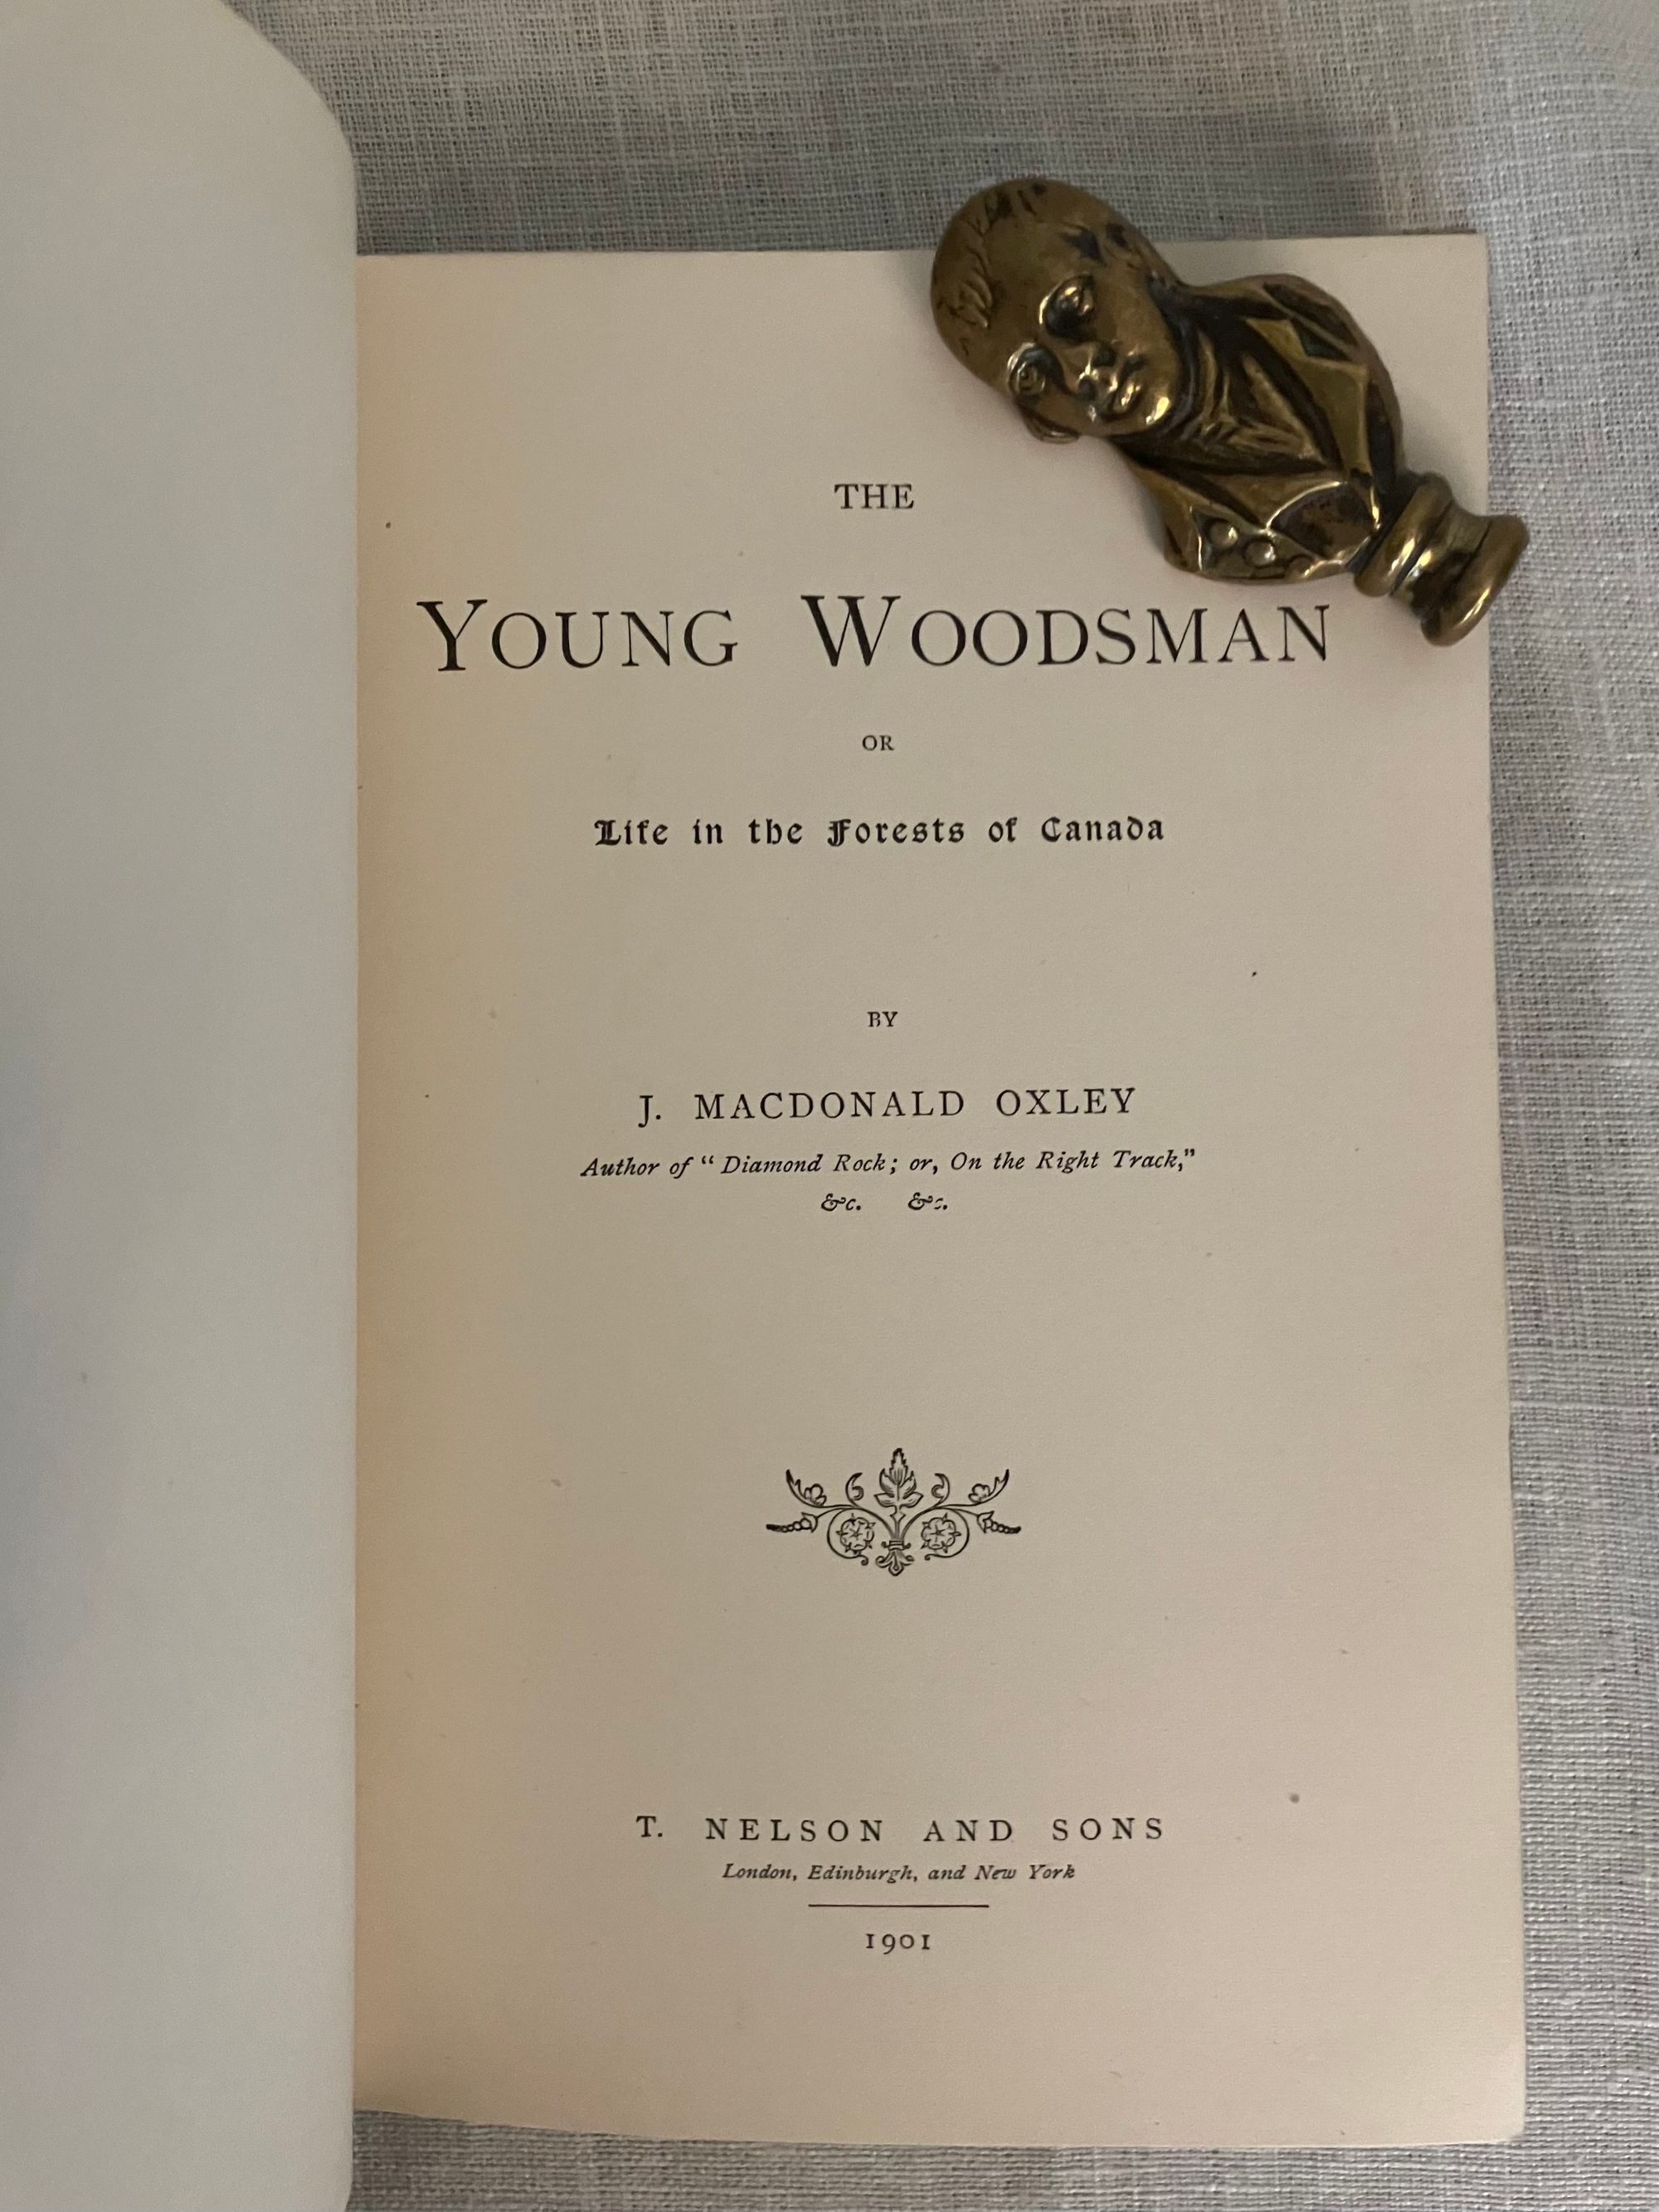 THE
YOUNG WOODSMAN
OR
Life in the Forests of Canada
BY
J. MACDONALD OXLEY
Author of “Diamond Rock; or, On the Right Track,”
&c. &c.
T. NELSON AND SONS
London, Edinburgh, and New York
1901